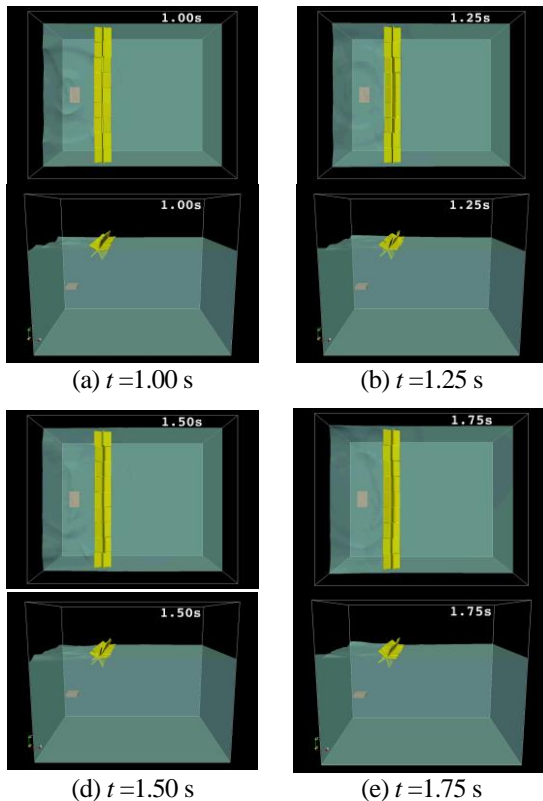 1.00s 1.25s
1.00s 1.25s
(a) t =1.00 s (b) t =1.25 s
1.50s 1.75s
1.50s 1.75s
(d) t =1.50 s (e) t =1.75 s